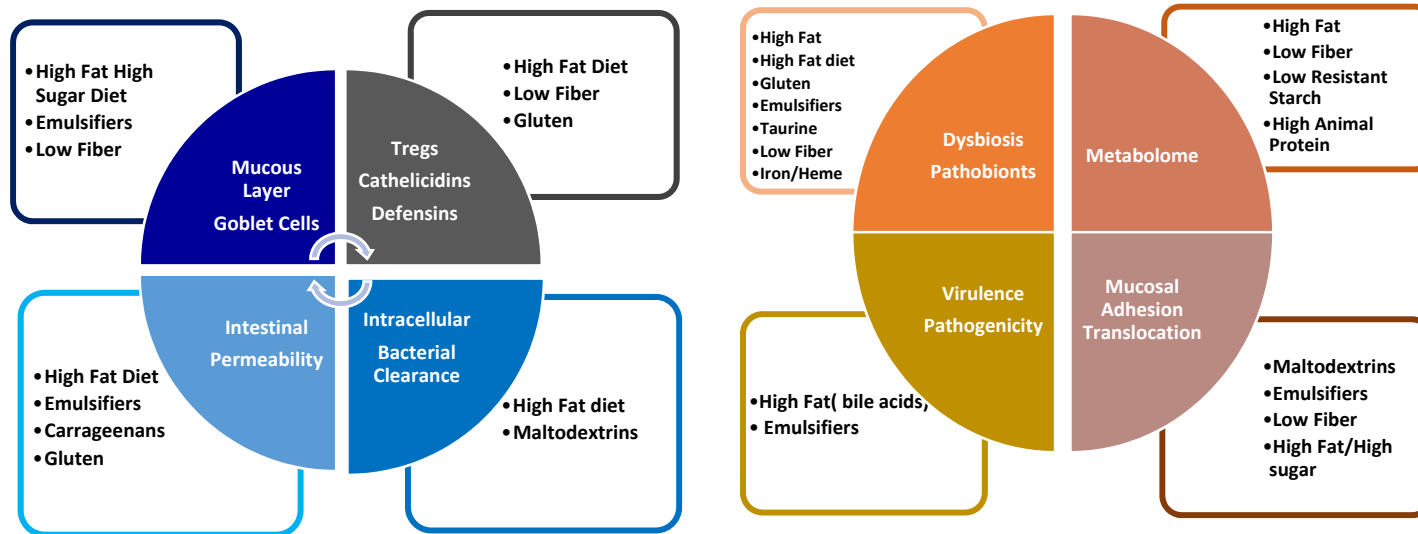 •High Fat High
Sugar Diet
•Emulsifiers
•Low Fiber
Mucous
Layer
Goblet Cells
Tregs
Cathelicidins
Defensins
•High Fat Diet
•Low Fiber
•Gluten
Intestinal
Permeability
•High Fat Diet
•Emulsifiers
•Carrageenans
•Gluten
Intracellular
Bacterial
Clearance
•High Fat diet
•Maltodextrins
•High Fat
•High Fat diet
•Gluten
•Emulsifiers
•Taurine
•Low Fiber
•Iron/Heme
Dysbiosis
Pathobionts
Metabolome
•High Fat
•Low Fiber
•Low Resistant
Starch
•High Animal
Protein
Virulence
Pathogenicity
•High Fat( bile acids)
• Emulsifiers
Mucosal
Adhesion
Translocation
•Maltodextrins
•Emulsifiers
•Low Fiber
•High Fat/High
sugar